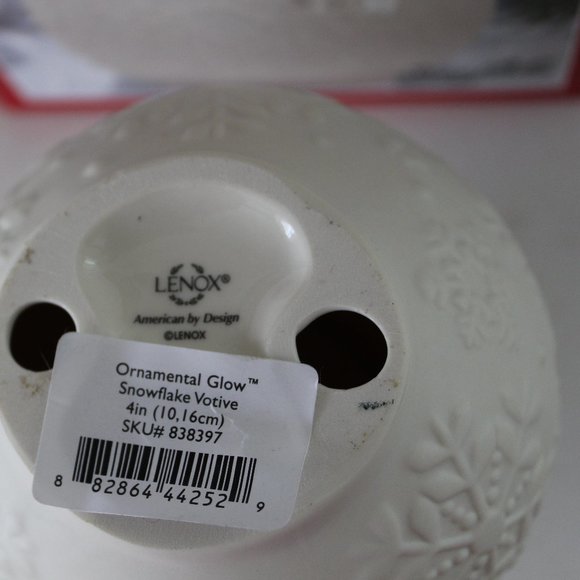 LENOX®
American by Design
©LENOX
Ornamental Glow™
Snowflake Votive
4in (10,16cm)
SKU# 838397
8 82864 44252 9